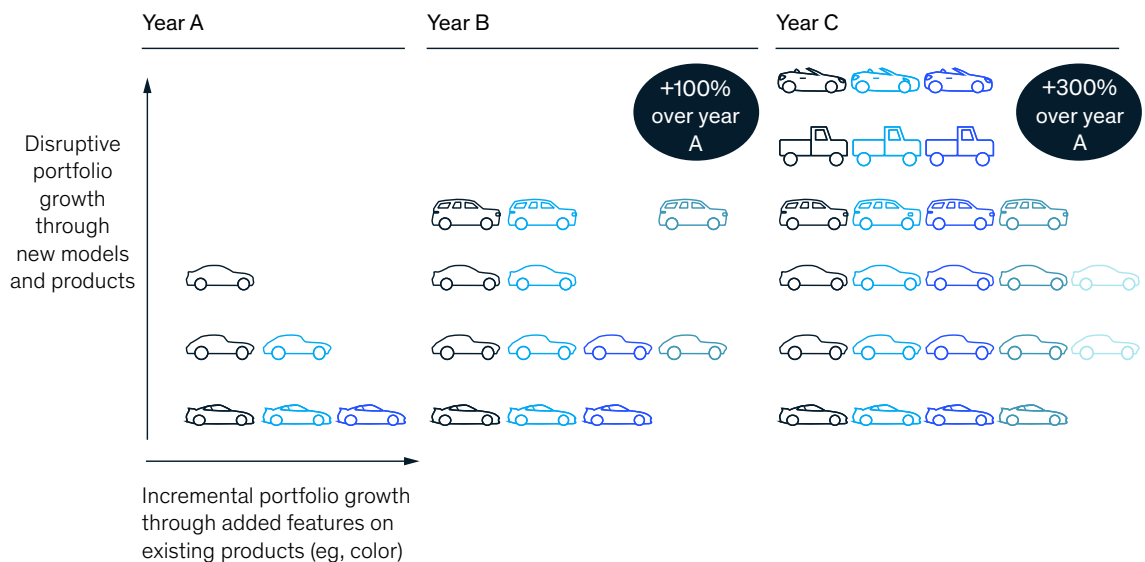 Year A
Year B
Year C
+100%
over year
A
+300%
over year
A
Disruptive
portfolio
growth
through
new models
and products
Incremental portfolio growth
through added features on
existing products (eg, color)